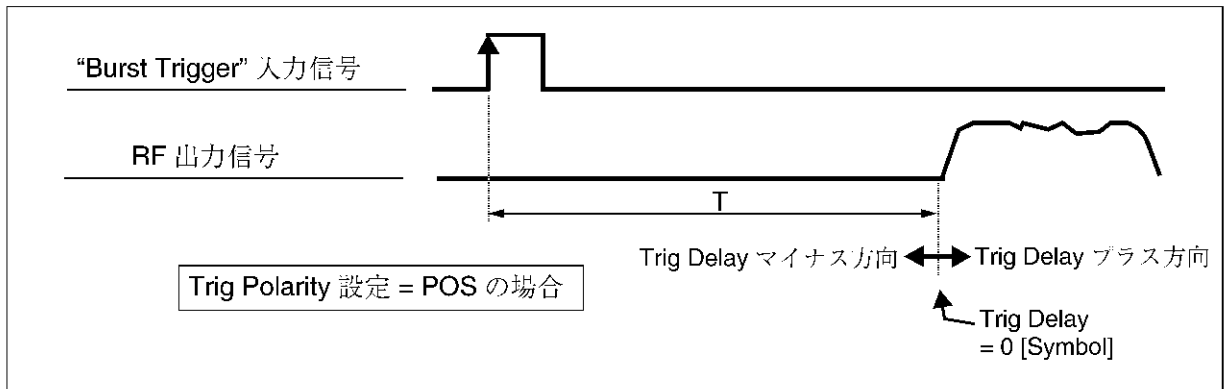 “Burst Trigger” 入力信号
RF 出力信号
T
Trig Delay マイナス方向
Trig Delay プラス方向
Trig Polarity 設定 = POS の場合
Trig Delay
= 0 [Symbol]